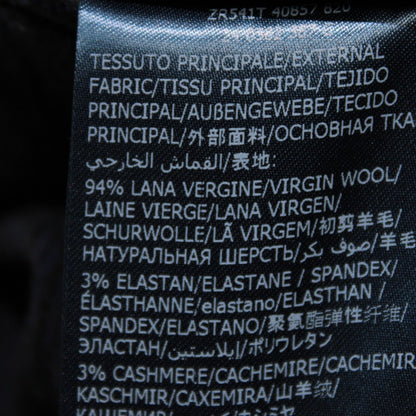 ZR541T 40857 820
TESSUTO PRINCIPALE/EXTERNAL
FABRIC/TISSU PRINCIPAL/TEJIDO
PRINCIPAL/AUßENGEWEBE/TECIDO
PRINCIPAL/外部面料/ОСНОВНАЯ ТКА
القماش الخارجي/表地:
94% LANA VERGINE/VIRGIN WOOL/
LAINE VIERGE/LANA VIRGEN/
SCHURWOLLE/LÃ VIRGEM/初剪羊毛/
НАТУРАЛЬНАЯ ШЕРСТЬ/صوف بكر/羊毛
3% ELASTAN/ELASTANE / SPANDEX/
ÉLASTHANNE/elastano/ELASTHAN /
SPANDEX/ELASTANO/聚氨酯弹性纤维/
ЭЛАСТАН/إيلاستين/ポリウレタン
3% CASHMERE/CACHEMIRE/CACHEMIR
KASCHMIR/CAXEMIRA/山羊绒/
КАШЕМИР/